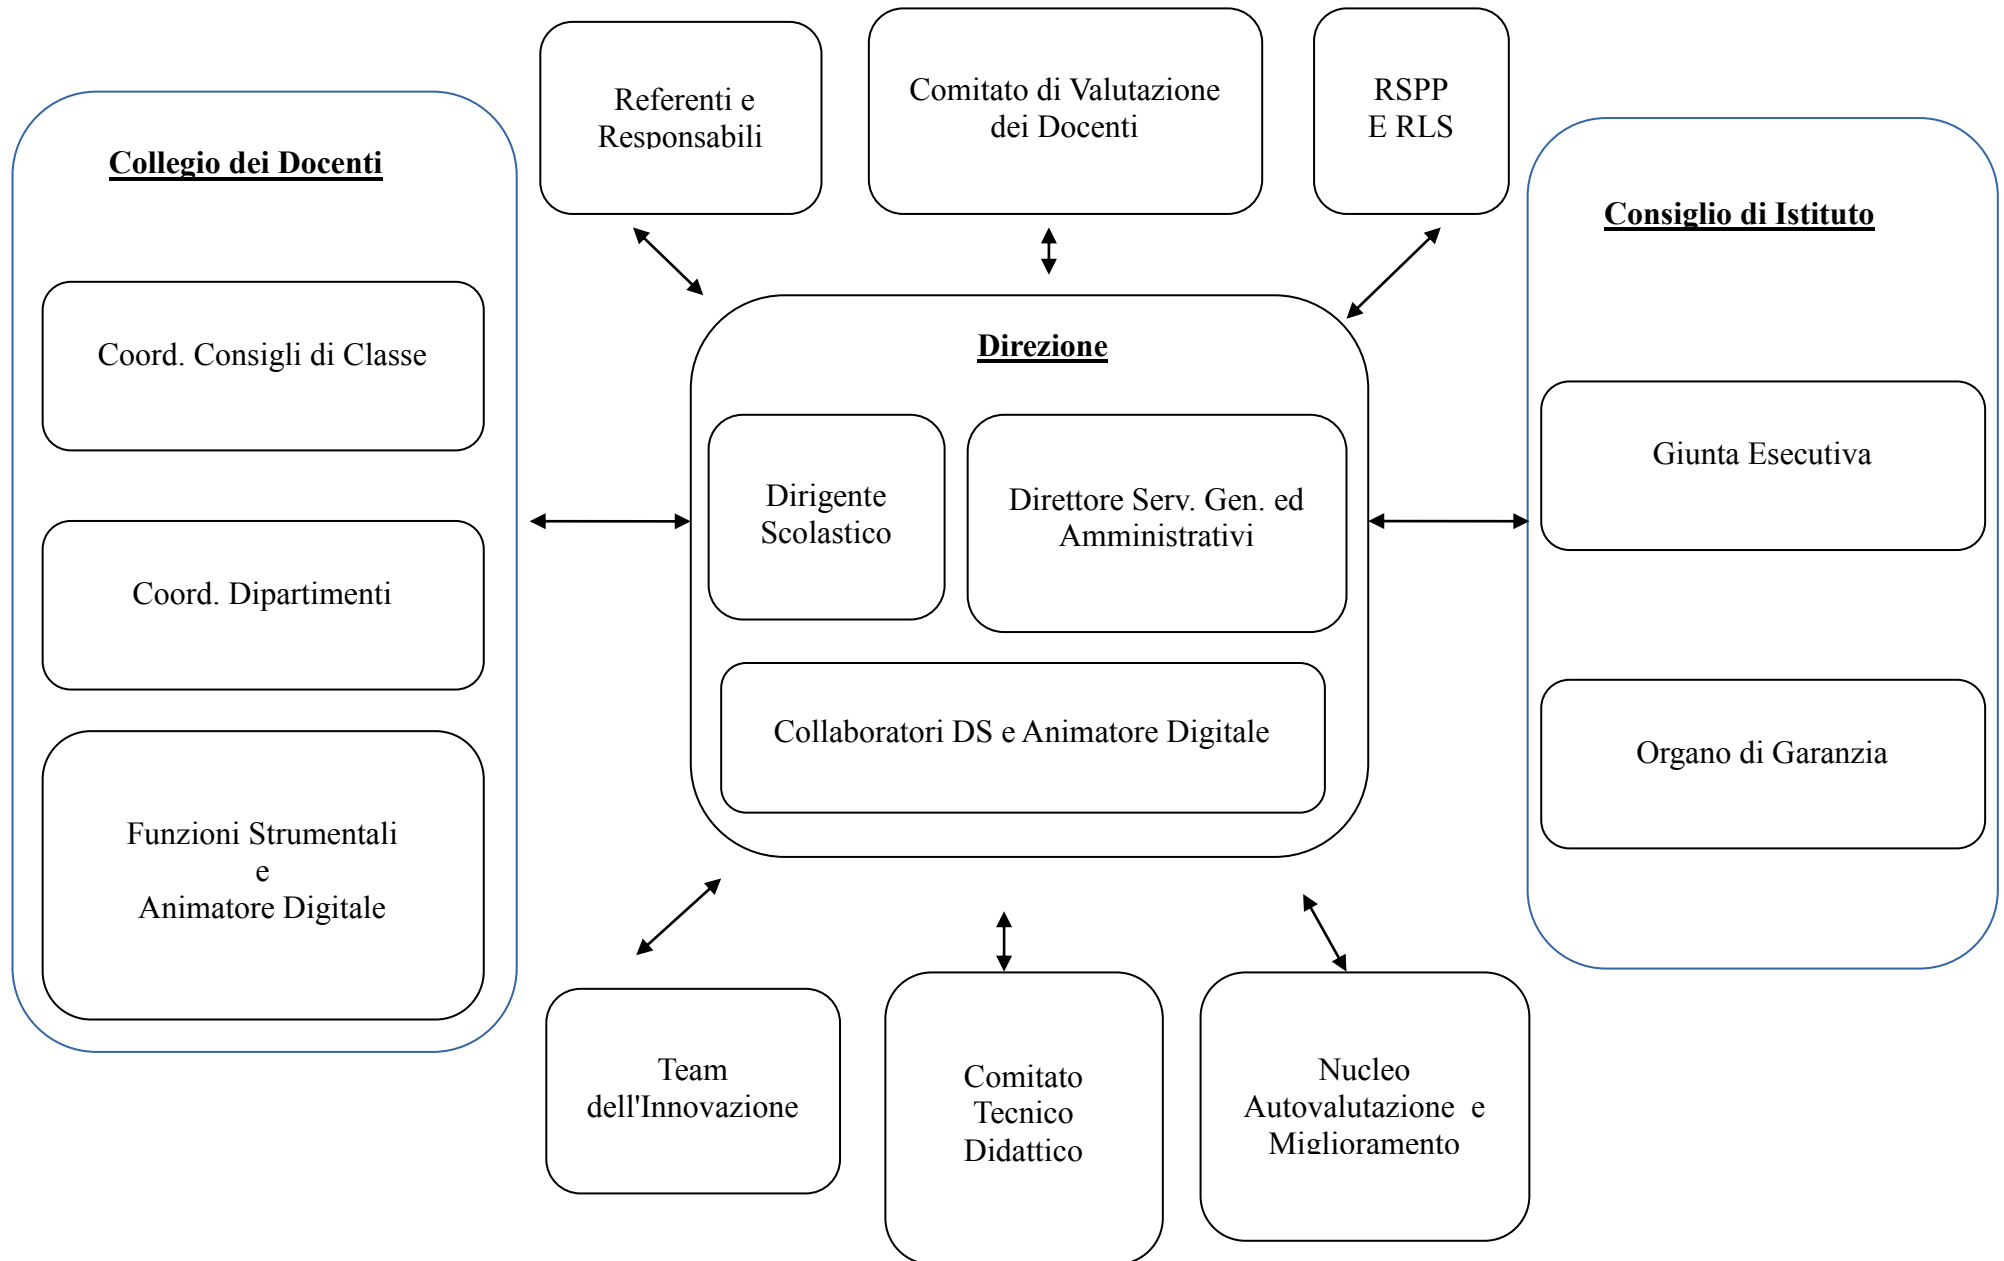 Referenti e
Responsabili
Comitato di Valutazione
dei Docenti
RSPP
E RLS
Collegio dei Docenti
Coord. Consigli di Classe
Coord. Dipartimenti
Funzioni Strumentali
e
Animatore Digitale
Direzione
Dirigente
Scolastico
Direttore Serv. Gen. ed
Amministrativi
Collaboratori DS e Animatore Digitale
Consiglio di Istituto
Giunta Esecutiva
Organo di Garanzia
Team
dell'Innovazione
Comitato
Tecnico
Didattico
Nucleo
Autovalutazione e
Miglioramento